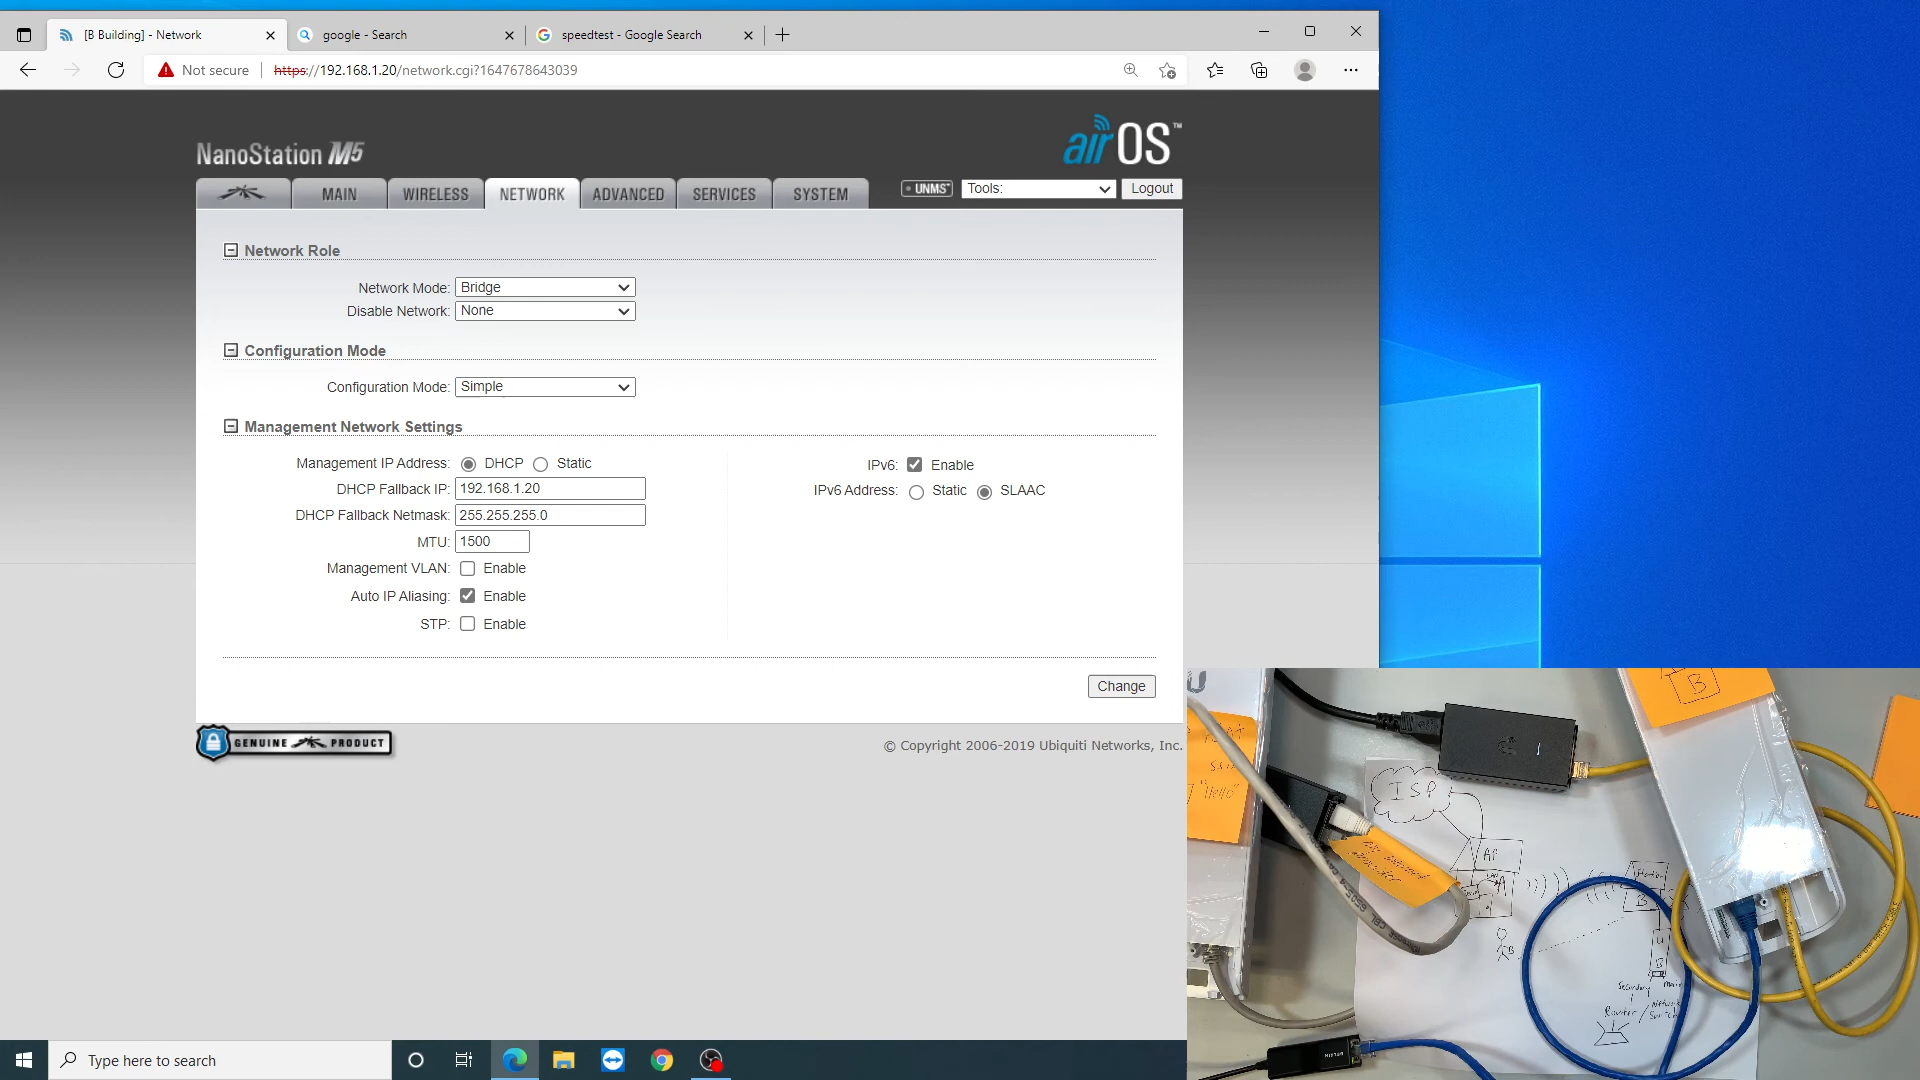 [B Building] - Network
google - Search
speedtest - Google Search
Not secure
https://192.168.1.20/network.cgi?1647678643039
NanoStation M5
airOS™
MAIN
WIRELESS
NETWORK
ADVANCED
SERVICES
SYSTEM
UNMS
Tools:
Logout
Network Role
Network Mode: Bridge
Disable Network: None
Configuration Mode
Configuration Mode: Simple
Management Network Settings
Management IP Address: DHCP Static
DHCP Fallback IP: 192.168.1.20
DHCP Fallback Netmask: 255.255.255.0
MTU: 1500
Management VLAN: Enable
Auto IP Aliasing: Enable
STP: Enable
IPv6: Enable
IPv6 Address: Static SLAAC
Change
GENUINE PRODUCT
© Copyright 2006-2019 Ubiquiti Networks, Inc.
B
"Hello"
ISP
AP
A
B
B
Secondary
Router /
Type here to search